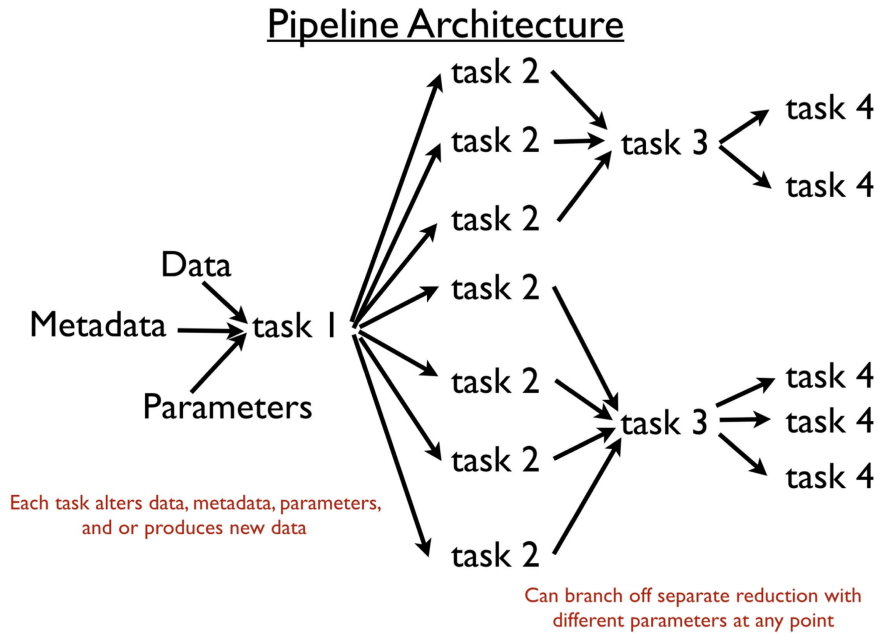 Pipeline Architecture
task 2
task 2
task 2
task 2
task 2
task 2
task 2
task 3
task 3
task 4
task 4
task 4
task 4
task 4
Data
Metadata
task 1
Parameters
Each task alters data, metadata, parameters,
and or produces new data
Can branch off separate reduction with
different parameters at any point